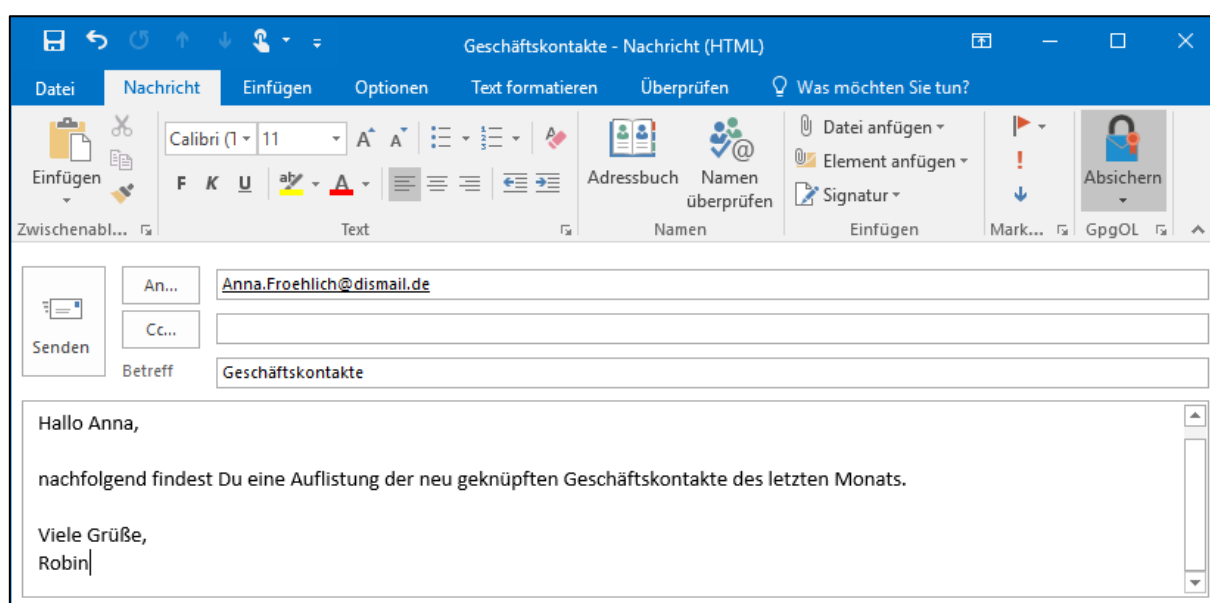 Geschäftskontakte - Nachricht (HTML)
Datei Nachricht Einfügen Optionen Text formatieren Überprüfen Was möchten Sie tun?
Einfügen
Calibri (T 11
F K U ab A
Adressbuch
Namen
überprüfen
Datei anfügen
Element anfügen
Signatur
Absichern
Zwischenabl... Text Namen Einfügen Mark... GpgOL
Senden
An... Anna.Froehlich@dismail.de
Cc...
Betreff Geschäftskontakte
Hallo Anna,
nachfolgend findest Du eine Auflistung der neu geknüpften Geschäftskontakte des letzten Monats.
Viele Grüße,
Robin